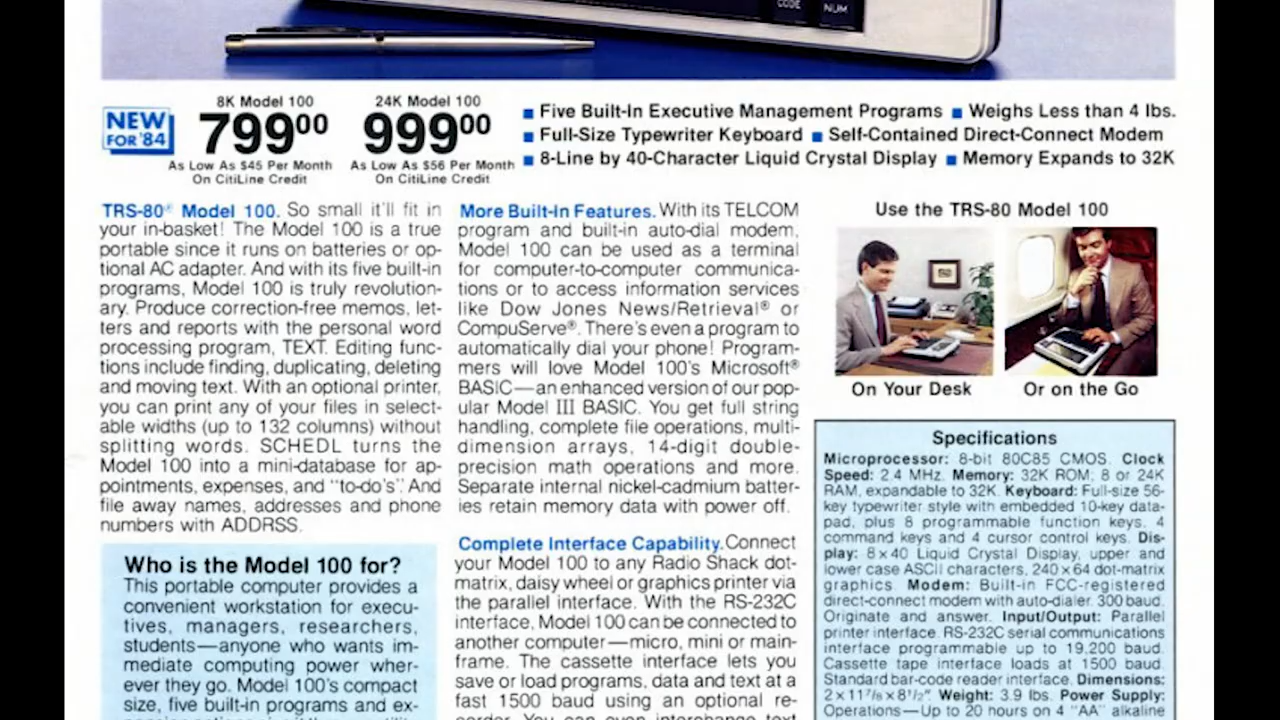 CODE NUM
NEW FOR '84
8K Model 100
799⁰⁰
As Low As $45 Per Month
On CitiLine Credit
24K Model 100
999⁰⁰
As Low As $56 Per Month
On CitiLine Credit
■ Five Built-In Executive Management Programs ■ Weighs Less than 4 lbs.
■ Full-Size Typewriter Keyboard ■ Self-Contained Direct-Connect Modem
■ 8-Line by 40-Character Liquid Crystal Display ■ Memory Expands to 32K
TRS-80® Model 100. So small it'll fit in
your in-basket! The Model 100 is a true
portable since it runs on batteries or op-
tional AC adapter. And with its five built-in
programs, Model 100 is truly revolution-
ary. Produce correction-free memos, let-
ters and reports with the personal word
processing program, TEXT. Editing func-
tions include finding, duplicating, deleting
and moving text. With an optional printer,
you can print any of your files in select-
able widths (up to 132 columns) without
splitting words. SCHEDL turns the
Model 100 into a mini-database for ap-
pointments, expenses, and "to-do's". And
file away names, addresses and phone
numbers with ADDRSS.
Who is the Model 100 for?
This portable computer provides a
convenient workstation for execu-
tives, managers, researchers,
students—anyone who wants im-
mediate computing power wher-
ever they go. Model 100's compact
size, five built-in programs and ex-
More Built-In Features. With its TELCOM
program and built-in auto-dial modem,
Model 100 can be used as a terminal
for computer-to-computer communica-
tions or to access information services
like Dow Jones News/Retrieval® or
CompuServe®. There's even a program to
automatically dial your phone! Program-
mers will love Model 100's Microsoft®
BASIC—an enhanced version of our pop-
ular Model III BASIC. You get full string
handling, complete file operations, multi-
dimension arrays, 14-digit double-
precision math operations and more.
Separate internal nickel-cadmium batter-
ies retain memory data with power off.
Complete Interface Capability. Connect
your Model 100 to any Radio Shack dot-
matrix, daisy wheel or graphics printer via
the parallel interface. With the RS-232C
interface, Model 100 can be connected to
another computer—micro, mini or main-
frame. The cassette interface lets you
save or load programs, data and text at a
fast 1500 baud using an optional re-
corder. You can even interchange text
Use the TRS-80 Model 100
On Your Desk
Or on the Go
Specifications
Microprocessor: 8-bit 80C85 CMOS. Clock
Speed: 2.4 MHz. Memory: 32K ROM; 8 or 24K
RAM, expandable to 32K. Keyboard: Full-size 56-
key typewriter style with embedded 10-key data-
pad, plus 8 programmable function keys, 4
command keys and 4 cursor control keys. Dis-
play: 8×40 Liquid Crystal Display, upper and
lower case ASCII characters, 240×64 dot-matrix
graphics. Modem: Built-in FCC-registered
direct-connect modem with auto-dialer. 300 baud.
Originate and answer. Input/Output: Parallel
printer interface. RS-232C serial communications
interface programmable up to 19,200 baud.
Cassette tape interface loads at 1500 baud.
Standard bar-code reader interface. Dimensions:
2×11⁷/₈×8¹/₂". Weight: 3.9 lbs. Power Supply:
Operations—Up to 20 hours on 4 "AA" alkaline